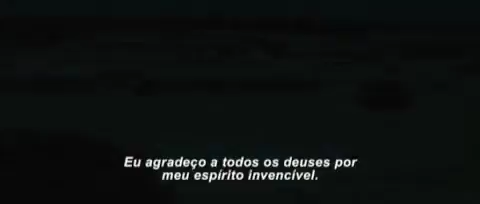 Eu agradeço a todos os deuses por
meu espírito invencível.